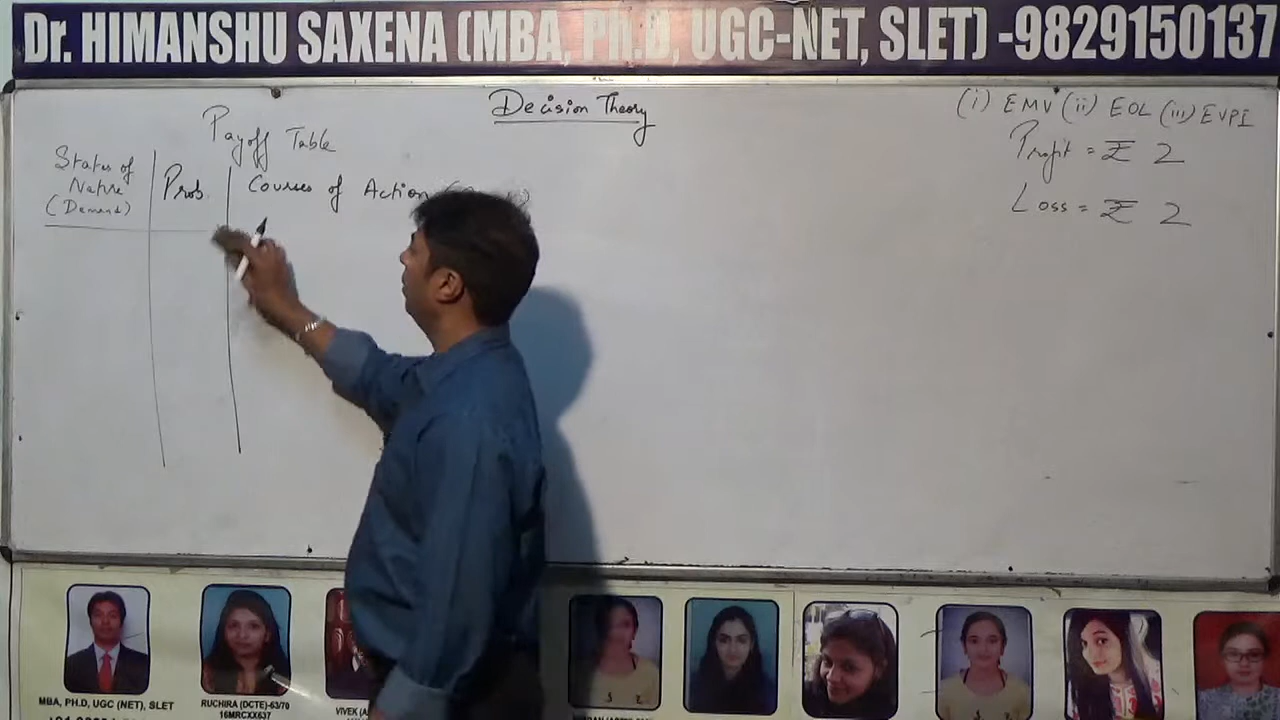 Dr. HIMANSHU SAXENA (MBA, Ph.D, UGC-NET, SLET) -9829150137
Decision Theory
(i) EMV (ii) EOL (iii) EVPI
Profit = ₹ 2
Loss = ₹ 2
Payoff Table
States of
Nature
(Demand)
Prob.
Courses of Action
MBA, PH.D, UGC (NET), SLET
RUCHIRA (DCTE)-63/70
16MRCXX637